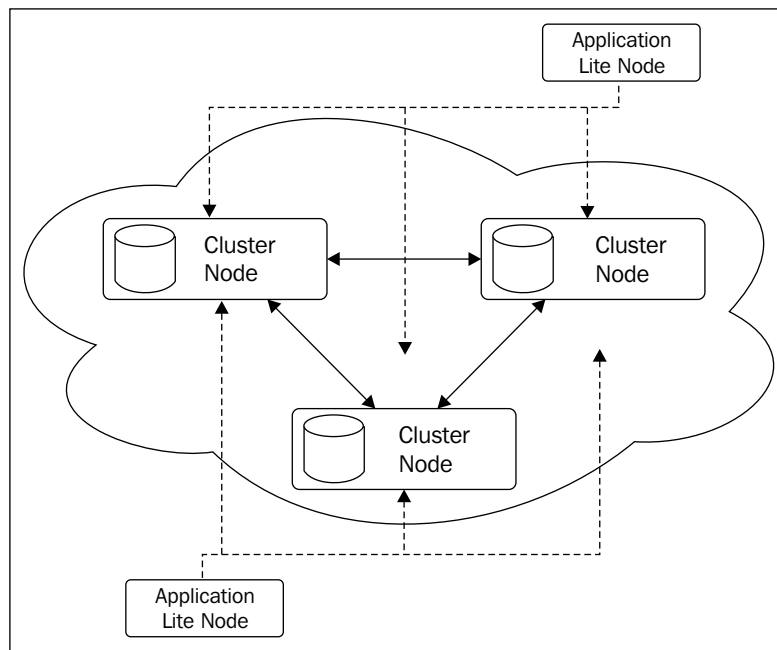 Application
Lite Node
Cluster
Node
Cluster
Node
Cluster
Node
Application
Lite Node